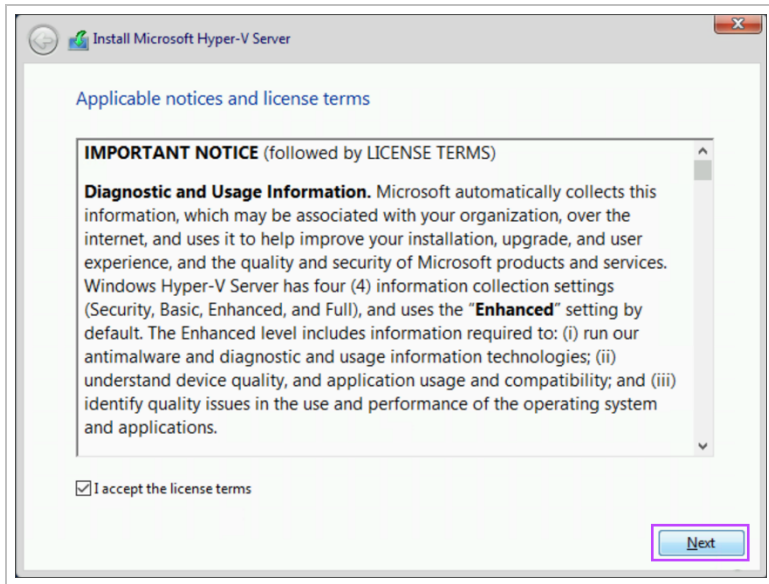 Install Microsoft Hyper-V Server
Applicable notices and license terms
IMPORTANT NOTICE (followed by LICENSE TERMS)
Diagnostic and Usage Information. Microsoft automatically collects this
information, which may be associated with your organization, over the
internet, and uses it to help improve your installation, upgrade, and user
experience, and the quality and security of Microsoft products and services.
Windows Hyper-V Server has four (4) information collection settings
(Security, Basic, Enhanced, and Full), and uses the “Enhanced” setting by
default. The Enhanced level includes information required to: (i) run our
antimalware and diagnostic and usage information technologies; (ii)
understand device quality, and application usage and compatibility; and (iii)
identify quality issues in the use and performance of the operating system
and applications.
I accept the license terms
Next